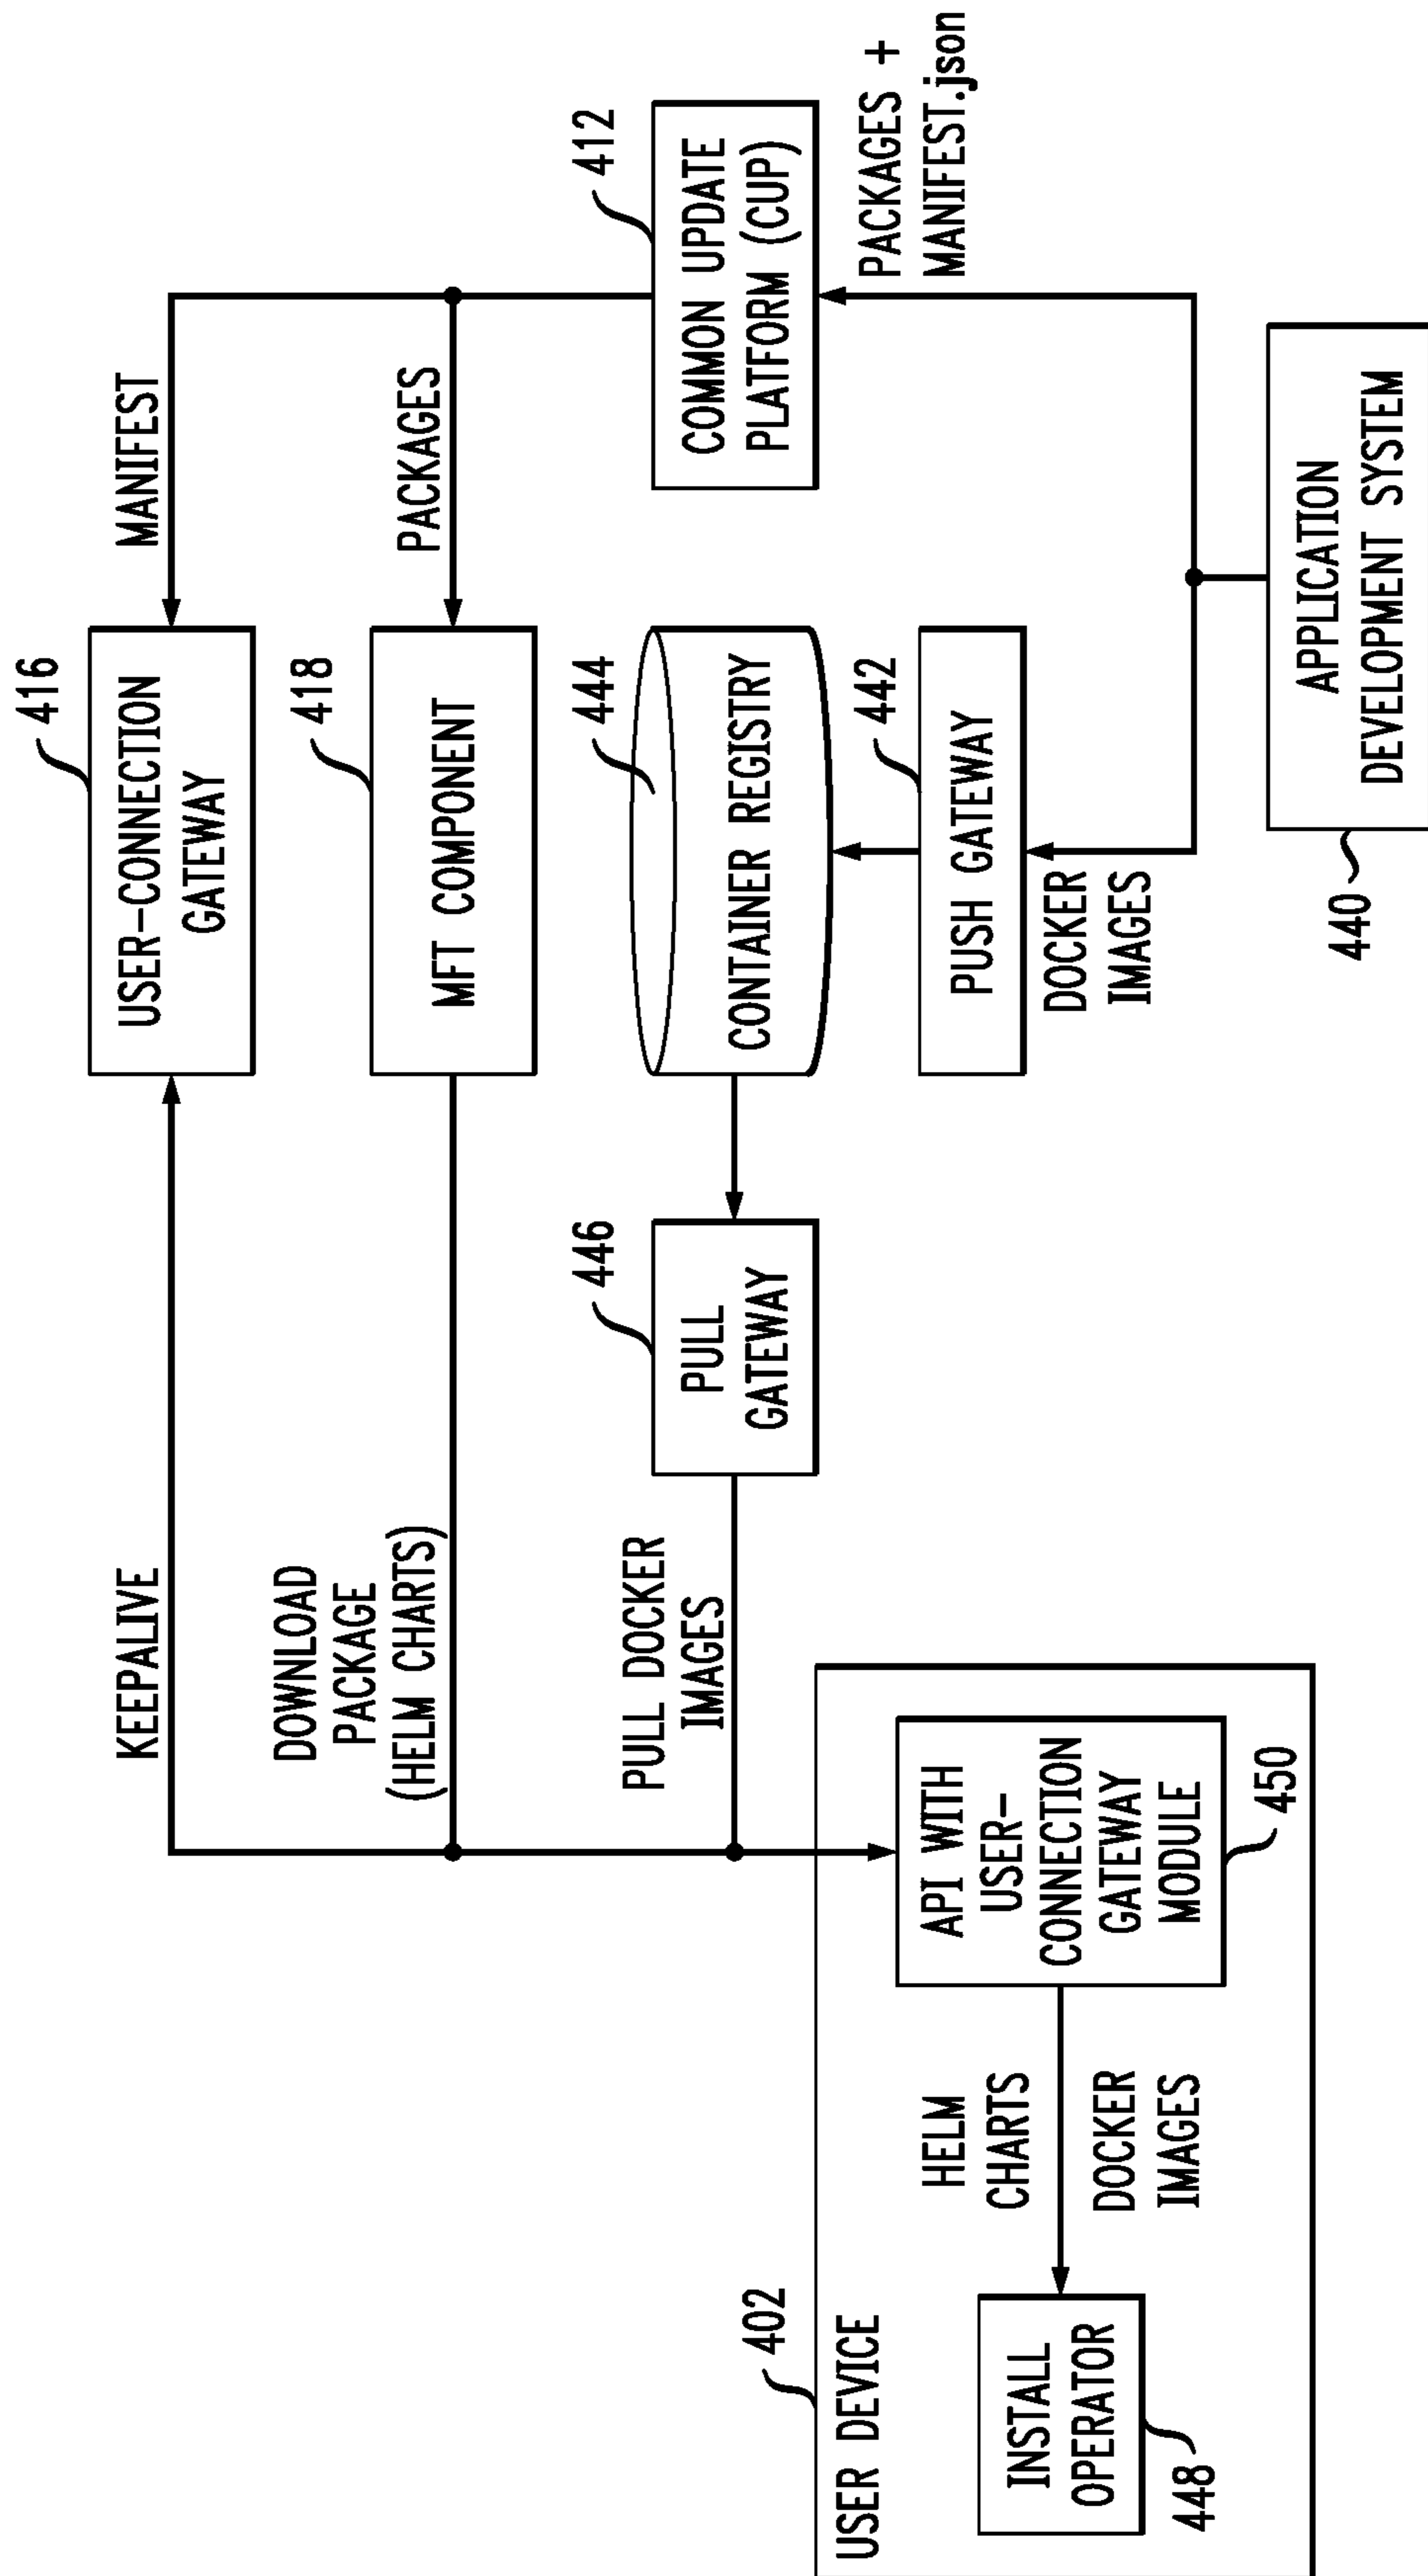 416
USER-CONNECTION
GATEWAY
MANIFEST
KEEPALIVE
418
MFT COMPONENT
PACKAGES
DOWNLOAD
PACKAGE
(HELM CHARTS)
412
COMMON UPDATE
PLATFORM (CUP)
444
CONTAINER REGISTRY
446
PULL
GATEWAY
PULL DOCKER
IMAGES
442
PUSH GATEWAY
PACKAGES +
MANIFEST.json
DOCKER
IMAGES
402
USER DEVICE
API WITH
USER-
CONNECTION
GATEWAY
MODULE
450
HELM
CHARTS
DOCKER
IMAGES
INSTALL
OPERATOR
448
APPLICATION
DEVELOPMENT SYSTEM
440